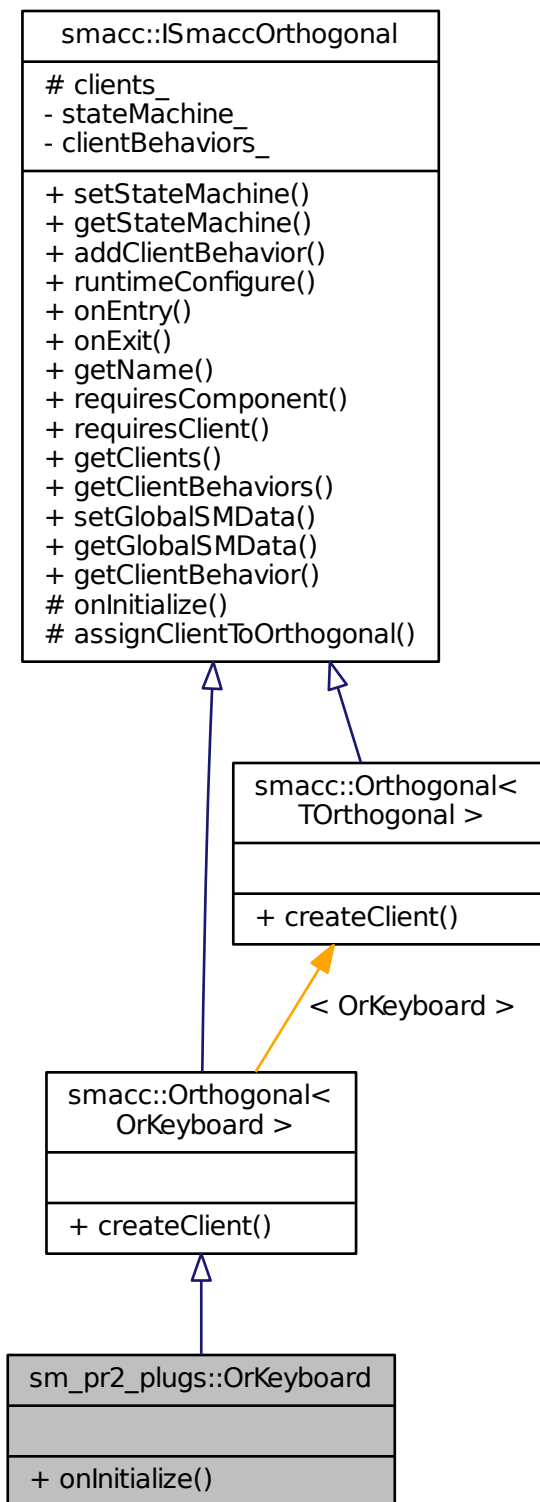 smacc::ISmaccOrthogonal
# clients_
- stateMachine_
- clientBehaviors_
+ setStateMachine()
+ getStateMachine()
+ addClientBehavior()
+ runtimeConfigure()
+ onEntry()
+ onExit()
+ getName()
+ requiresComponent()
+ requiresClient()
+ getClients()
+ getClientBehaviors()
+ setGlobalSMData()
+ getGlobalSMData()
+ getClientBehavior()
# onInitialize()
# assignClientToOrthogonal()
smacc::Orthogonal<
TOrthogonal >
+ createClient()
< OrKeyboard >
smacc::Orthogonal<
OrKeyboard >
+ createClient()
sm_pr2_plugs::OrKeyboard
+ onInitialize()